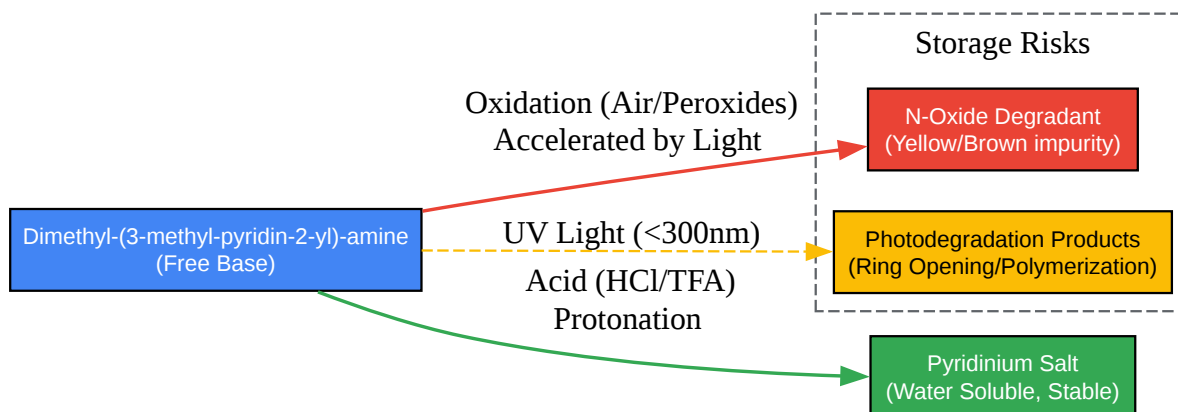 Storage Risks
Oxidation (Air/Peroxides)
Accelerated by Light
N-Oxide Degradant
(Yellow/Brown impurity)
Dimethyl-(3-methyl-pyridin-2-yl)-amine
(Free Base)
UV Light (<300nm)
Photodegradation Products
(Ring Opening/Polymerization)
Acid (HCl/TFA)
Protonation
Pyridinium Salt
(Water Soluble, Stable)